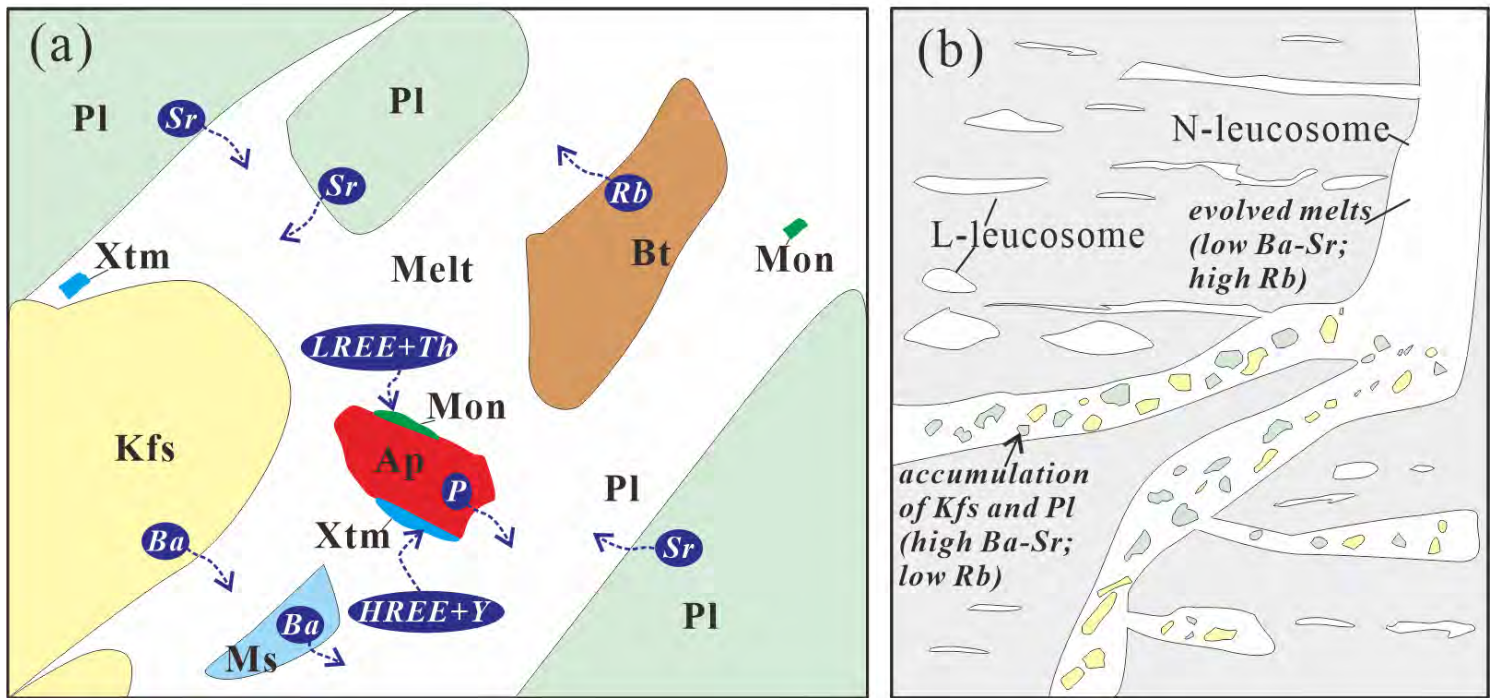 (a)
Pl
Sr
Pl
Sr
Rb
Xtm
Melt
Bt
Mon
LREE+Th
Mon
Kfs
Ap
P
Pl
Xtm
Ba
Sr
HREE+Y
Ba
Ms
Pl
(b)
N-leucosome
L-leucosome
evolved melts
(low Ba-Sr;
high Rb)
accumulation
of Kfs and Pl
(high Ba-Sr;
low Rb)